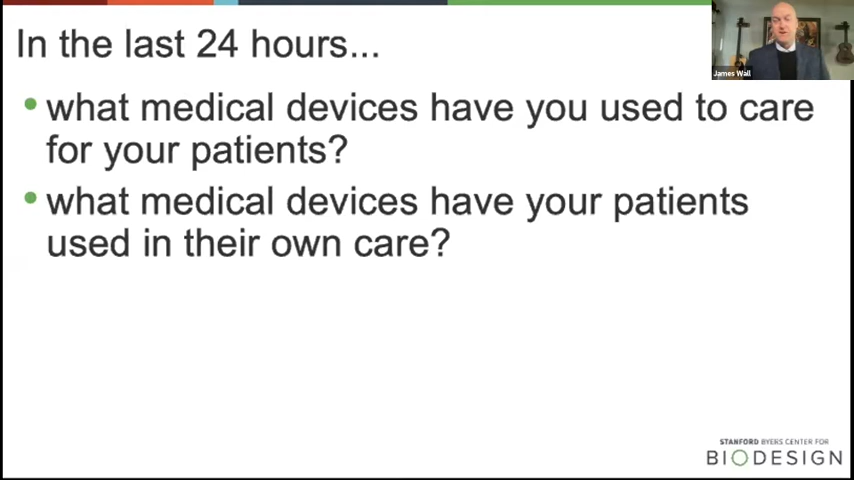 In the last 24 hours...
James Wall
• what medical devices have you used to care
for your patients?
• what medical devices have your patients
used in their own care?
STANFORD BYERS CENTER FOR
BIODESIGN